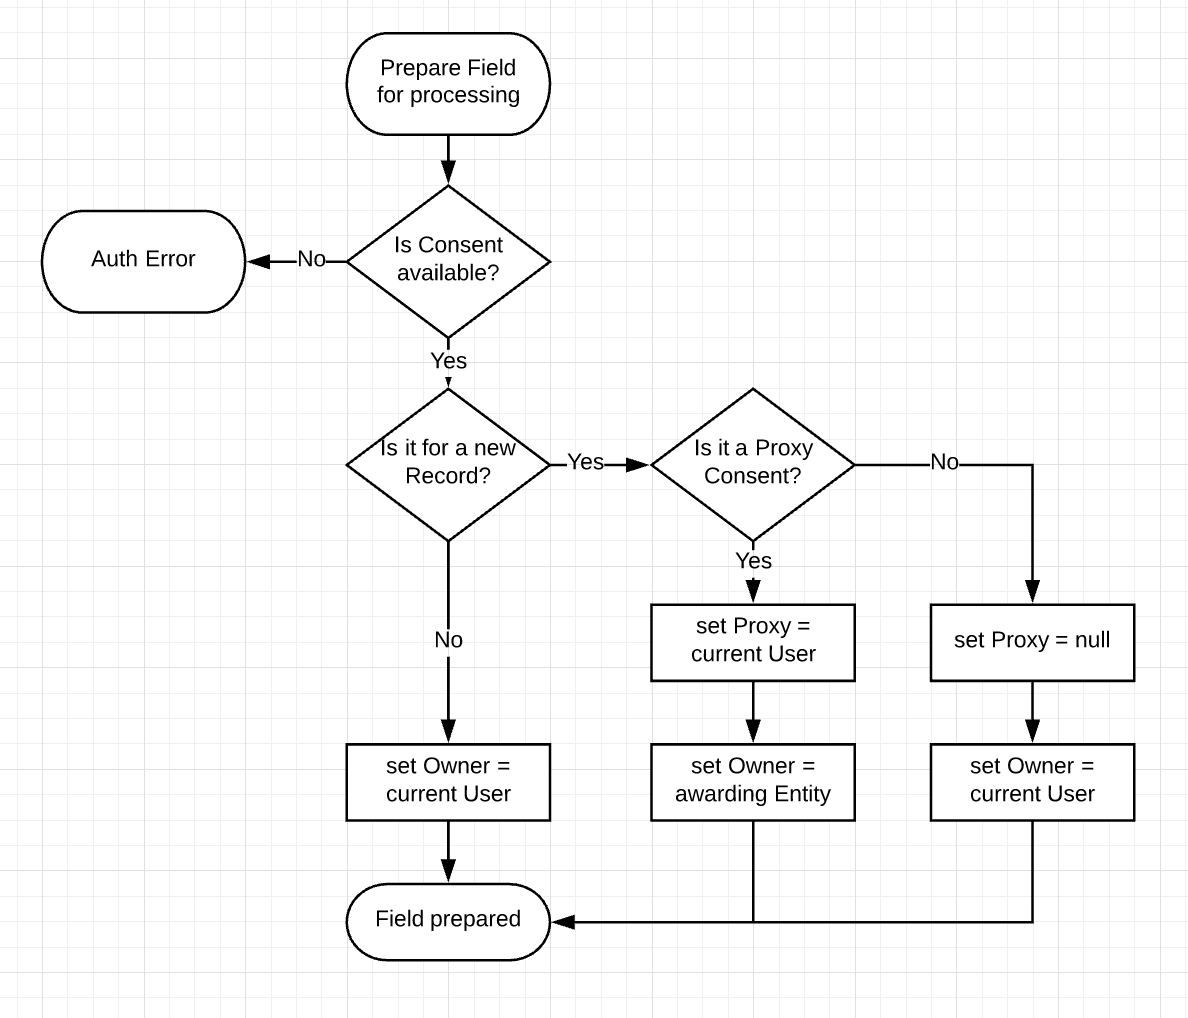 Prepare Field
for processing
Is Consent
available?
No
Auth Error
Yes
Is it for a new
Record?
Yes
Is it a Proxy
Consent?
No
Yes
No
set Proxy =
current User
set Proxy = null
set Owner =
current User
set Owner =
awarding Entity
set Owner =
current User
Field prepared